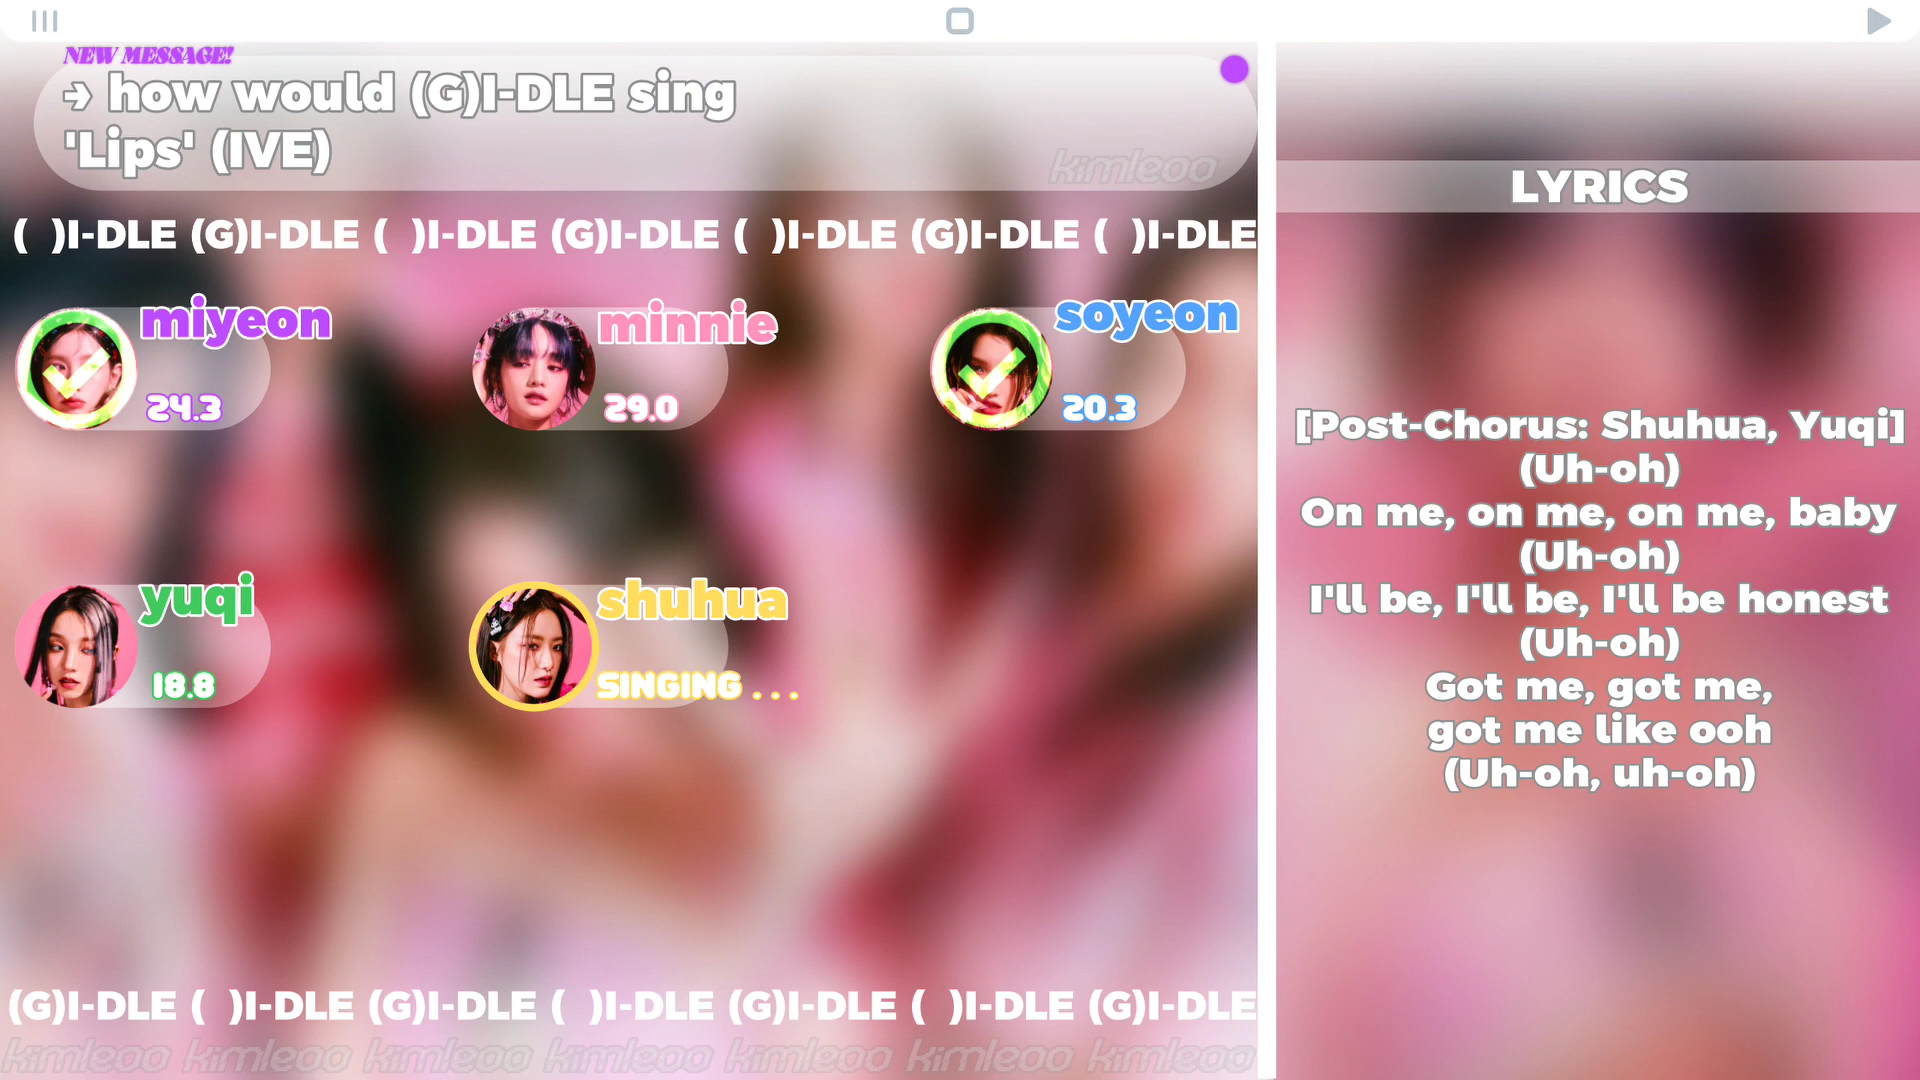 NEW MESSAGE!
→ how would (G)I-DLE sing
'Lips' (IVE)
kimleoo
( )I-DLE (G)I-DLE ( )I-DLE (G)I-DLE ( )I-DLE (G)I-DLE ( )I-DLE
miyeon
24.3
minnie
29.0
soyeon
20.3
yuqi
18.8
shuhua
SINGING . . .
(G)I-DLE ( )I-DLE (G)I-DLE ( )I-DLE (G)I-DLE ( )I-DLE (G)I-DLE
kimleoo kimleoo kimleoo kimleoo kimleoo kimleoo kimleoo
LYRICS
[Post-Chorus: Shuhua, Yuqi]
(Uh-oh)
On me, on me, on me, baby
(Uh-oh)
I'll be, I'll be, I'll be honest
(Uh-oh)
Got me, got me,
got me like ooh
(Uh-oh, uh-oh)